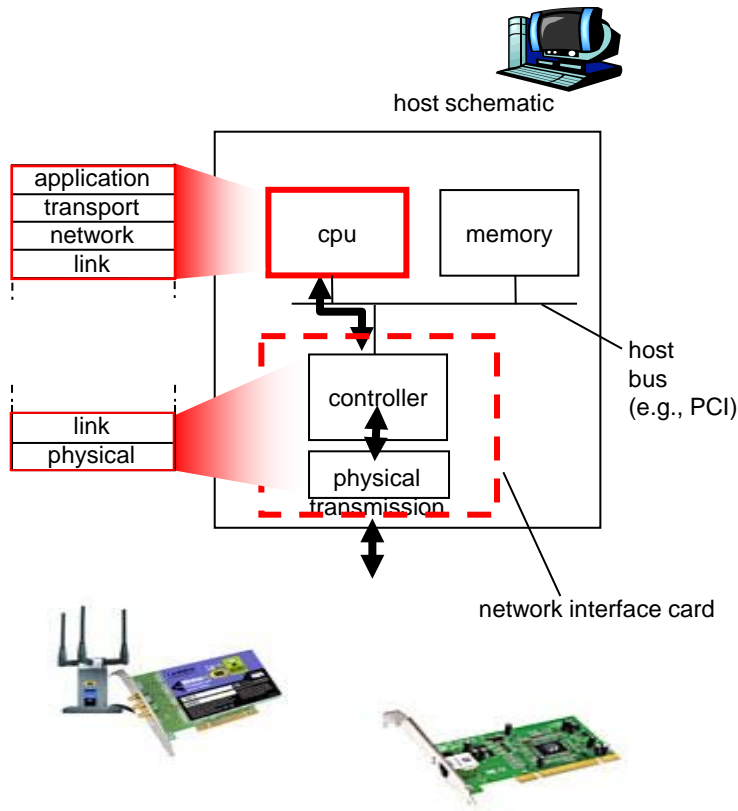 host schematic
application
transport
network
link
cpu
memory
host
bus
(e.g., PCI)
controller
link
physical
physical
transmission
network interface card